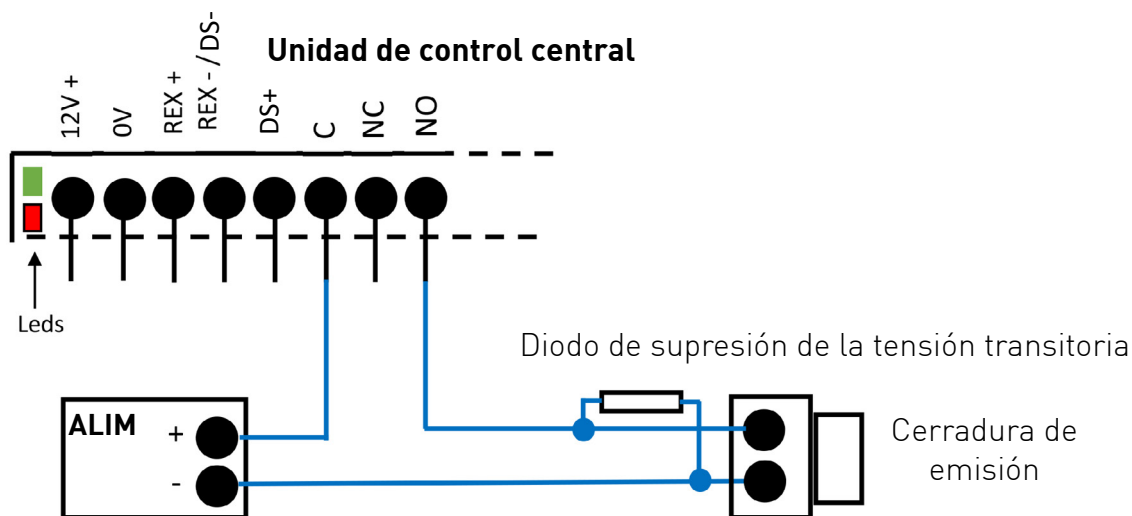 Unidad de control central
12V +
0V
REX +
REX - / DS-
DS+
C
NC
NO
Leds
Diodo de supresión de la tensión transitoria
ALIM
+
-
Cerradura de
emisión